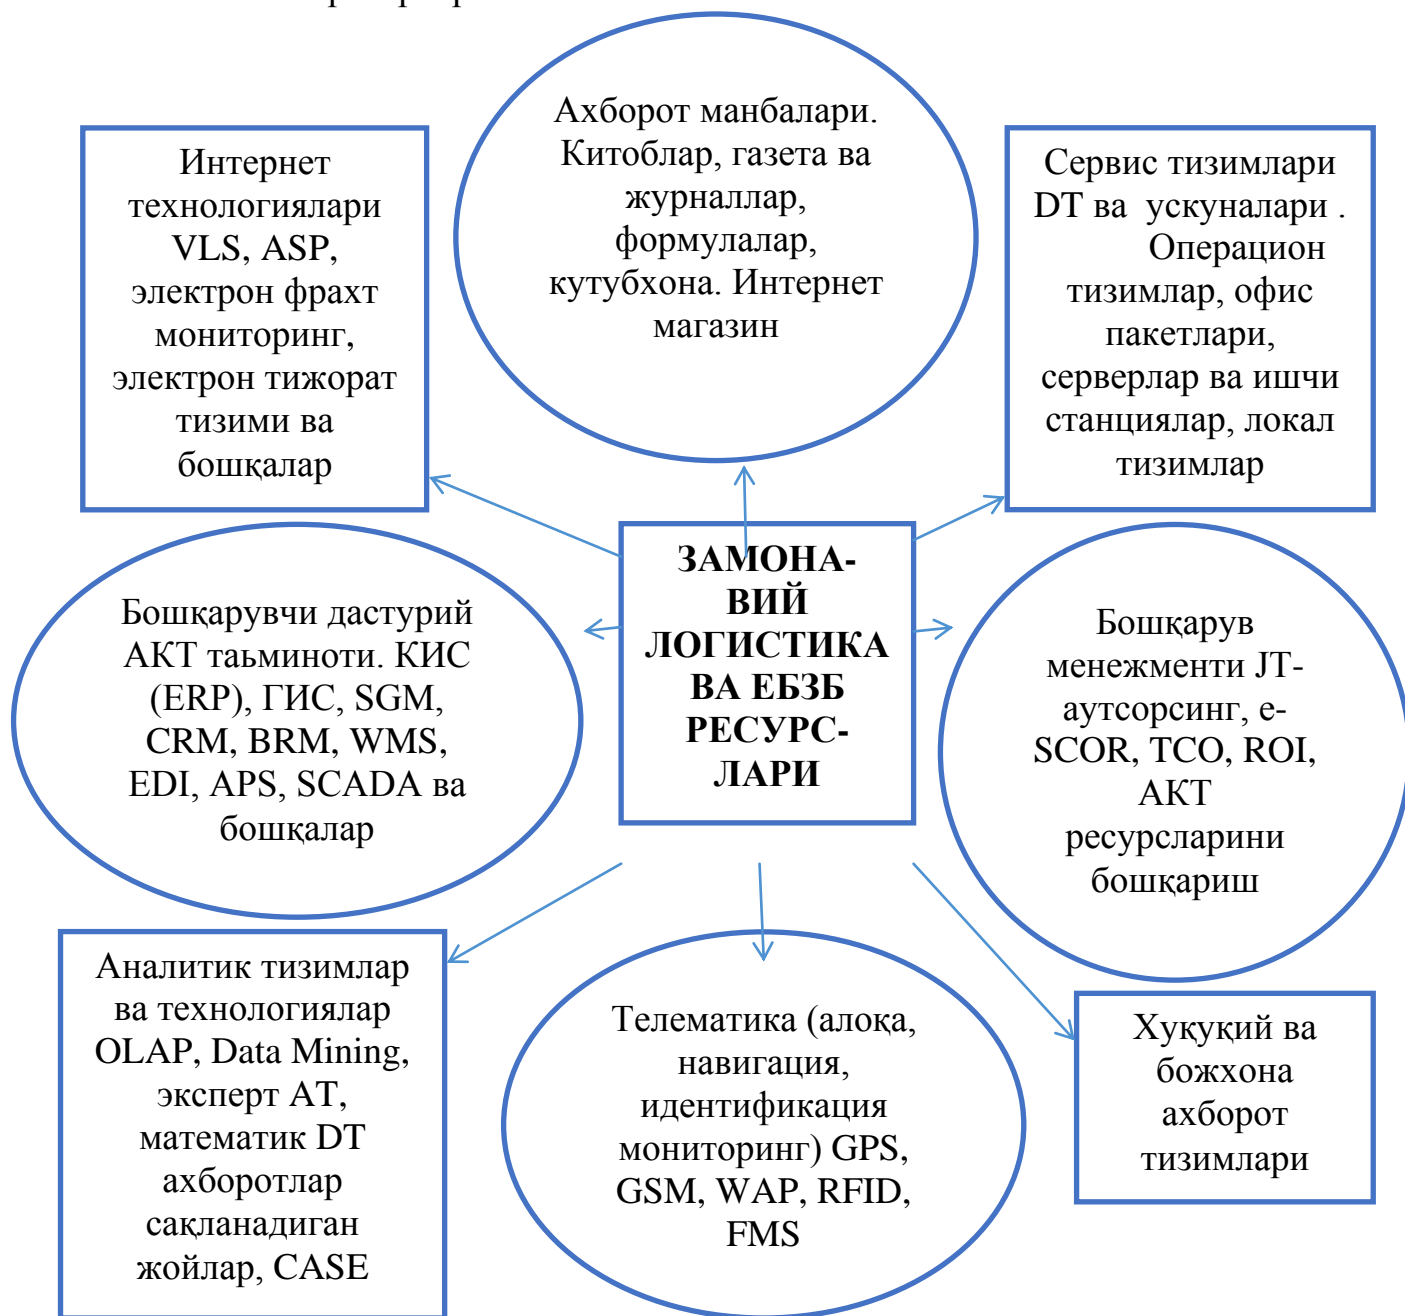 Ахборот манбалари.
Китоблар, газета ва
журналлар,
формулалар,
кутубхона. Интернет
магазин
Интернет
технологиялари
VLS, ASP,
электрон фрахт
мониторинг,
электрон тижорат
тизими ва
бошқалар
Сервис тизимлари
DT ва ускуналари .
Операцион
тизимлар, офис
пакетлари,
серверлар ва ишчи
станциялар, локал
тизимлар
ЗАМОНА-
ВИЙ
ЛОГИСТИКА
ВА ЕБЗБ
РЕСУРС-
ЛАРИ
Бошқарувчи дастурий
АКТ таьминоти. КИС
(ERP), ГИС, SGM,
CRM, BRM, WMS,
EDI, APS, SCADA ва
бошқалар
Бошқарув
менежменти JT-
аутсорсинг, e-
SCOR, TCO, ROI,
АКТ
ресурсларини
бошқариш
Аналитик тизимлар
ва технологиялар
OLAP, Data Mining,
эксперт АТ,
математик DT
ахборотлар
сақланадиган
жойлар, CASE
Телематика (алоқа,
навигация,
идентификация
мониторинг) GPS,
GSM, WAP, RFID,
FMS
Хуқуқий ва
божхона
ахборот
тизимлари